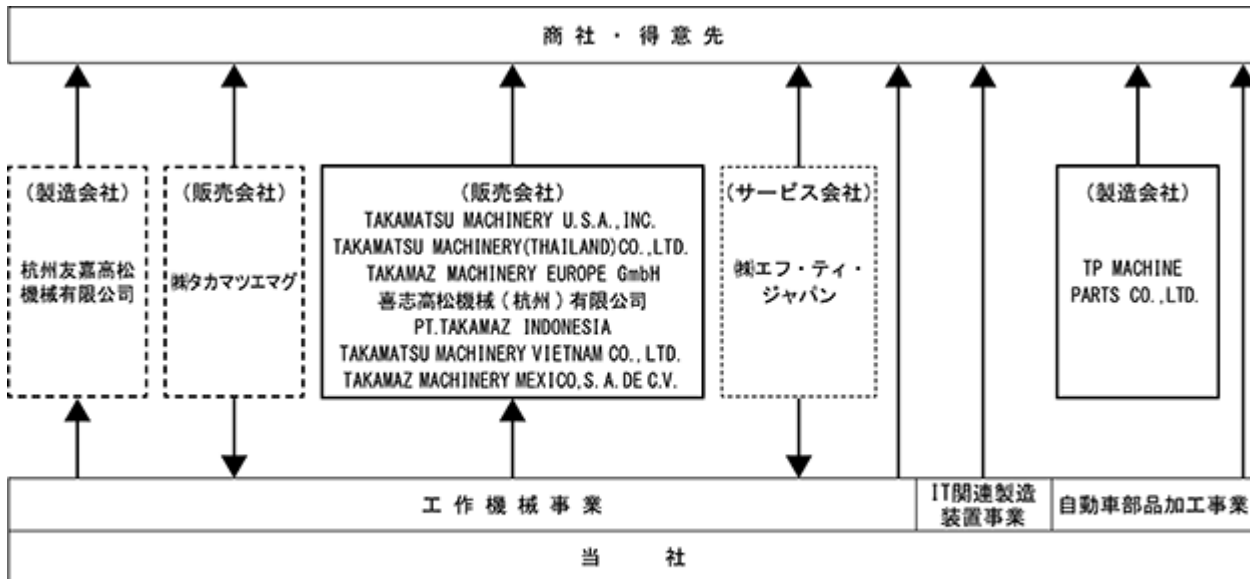 商社・得意先
(製造会社)
杭州友嘉高松
機械有限公司
(販売会社)
㈱タカマツエマグ
(販売会社)
TAKAMATSU MACHINERY U.S.A.,INC.
TAKAMATSU MACHINERY(THAILAND)CO.,LTD.
TAKAMAZ MACHINERY EUROPE GmbH
喜志高松機械(杭州)有限公司
PT.TAKAMAZ INDONESIA
TAKAMATSU MACHINERY VIETNAM CO.,LTD.
TAKAMAZ MACHINERY MEXICO,S.A.DE C.V.
(サービス会社)
㈱エフ・ティ・
ジャパン
(製造会社)
TP MACHINE
PARTS CO.,LTD.
工作機械事業
IT関連製造
装置事業
自動車部品加工事業
当社